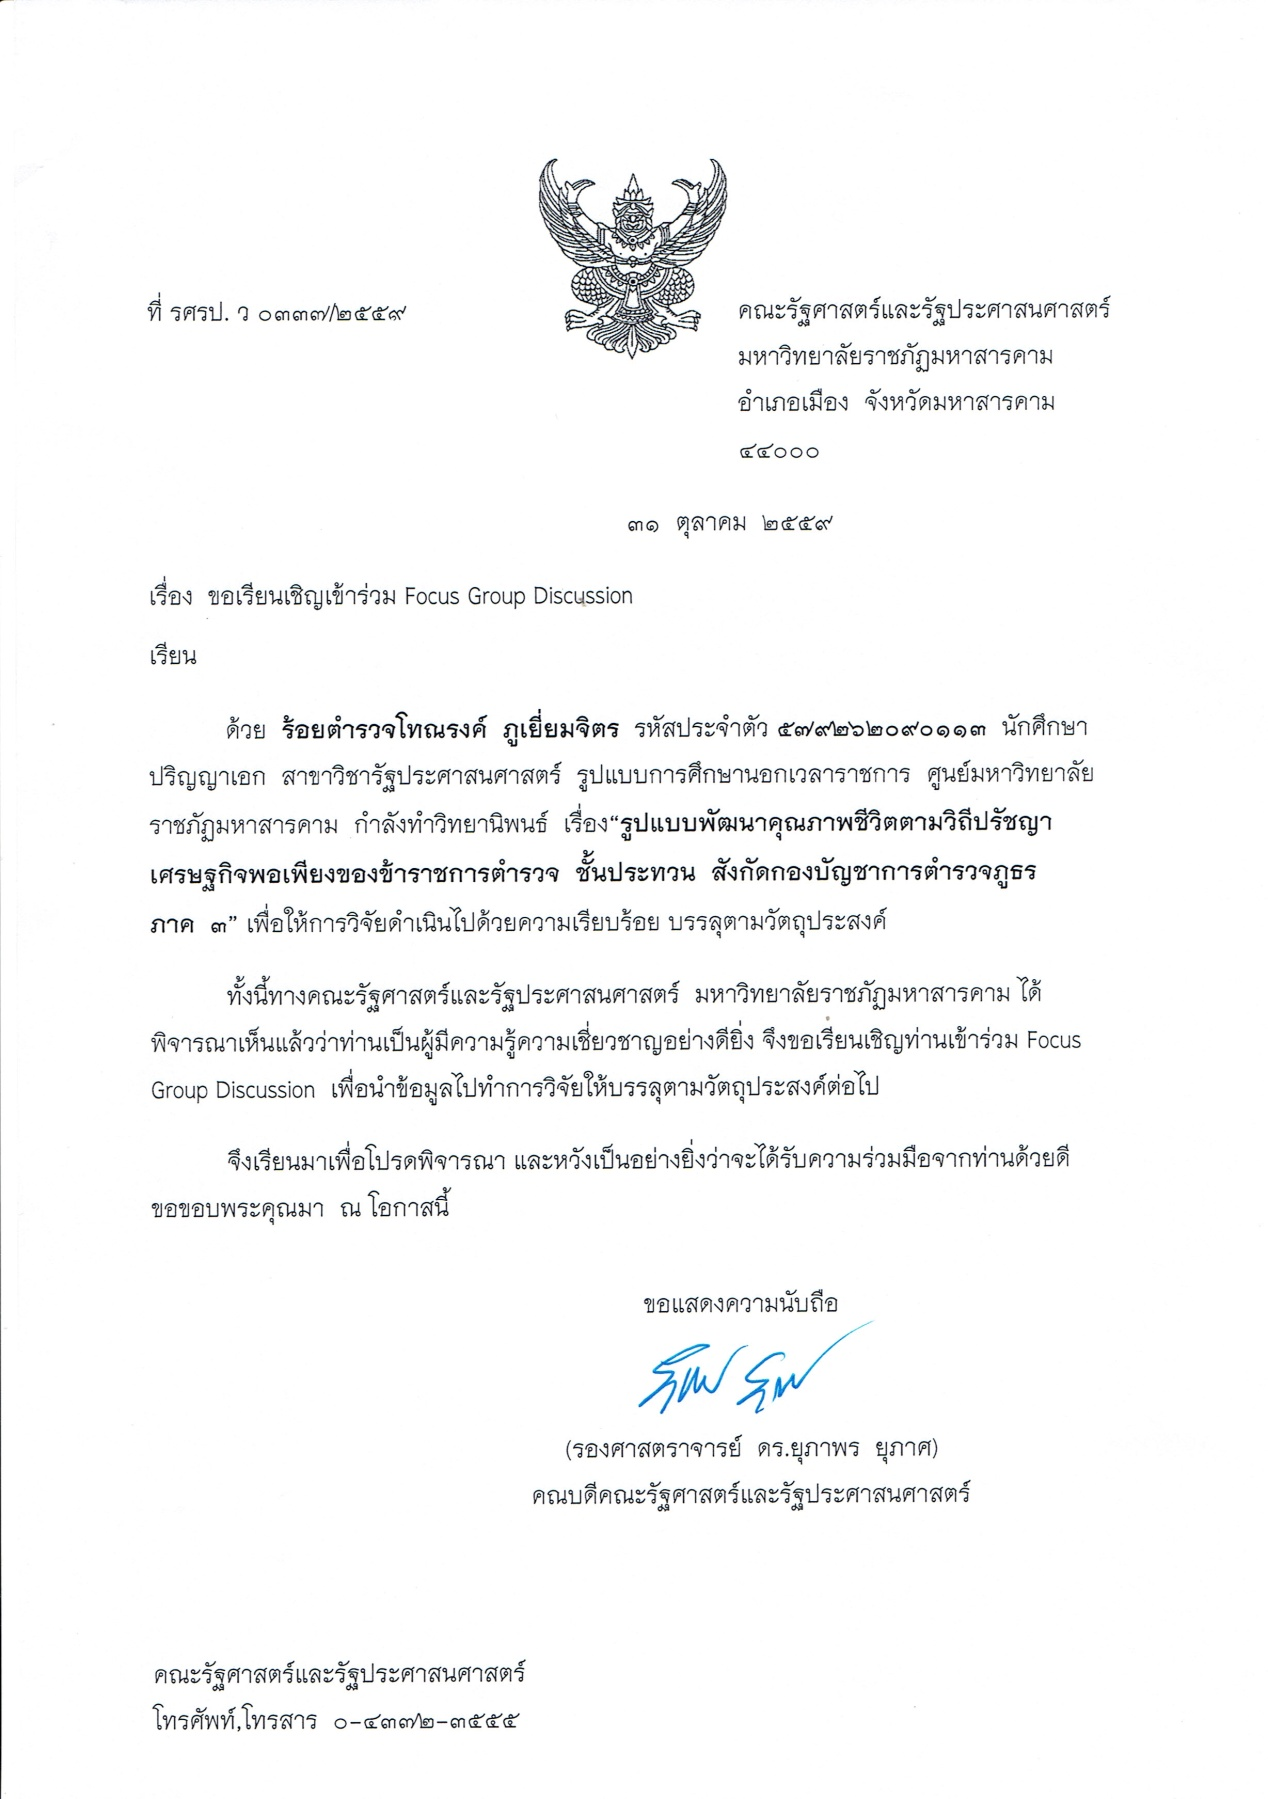 ที่ รศรป. ว ๐๓๓๗/๒๕๕๙
คณะรัฐศาสตร์และรัฐประศาสนศาสตร์
มหาวิทยาลัยราชภัฏมหาสารคาม
อำเภอเมือง จังหวัดมหาสารคาม
๔๔๐๐๐
๓๑ ตุลาคม ๒๕๕๙
เรื่อง ขอเรียนเชิญเข้าร่วม Focus Group Discussion
เรียน
ด้วย ร้อยตำรวจโทณรงค์ ภูเยี่ยมจิตร รหัสประจำตัว ๕๗๙๒๖๒๐๙๐๑๑๓ นักศึกษา
ปริญญาเอก สาขาวิชารัฐประศาสนศาสตร์ รูปแบบการศึกษานอกเวลาราชการ ศูนย์มหาวิทยาลัย
ราชภัฏมหาสารคาม กำลังทำวิทยานิพนธ์ เรื่อง“รูปแบบพัฒนาคุณภาพชีวิตตามวิถีปรัชญา
เศรษฐกิจพอเพียงของข้าราชการตำรวจ ชั้นประทวน สังกัดกองบัญชาการตำรวจภูธร
ภาค ๓” เพื่อให้การวิจัยดำเนินไปด้วยความเรียบร้อย บรรลุตามวัตถุประสงค์
ทั้งนี้ทางคณะรัฐศาสตร์และรัฐประศาสนศาสตร์ มหาวิทยาลัยราชภัฏมหาสารคาม ได้
พิจารณาเห็นแล้วว่าท่านเป็นผู้มีความรู้ความเชี่ยวชาญอย่างดียิ่ง จึงขอเรียนเชิญท่านเข้าร่วม Focus
Group Discussion เพื่อนำข้อมูลไปทำการวิจัยให้บรรลุตามวัตถุประสงค์ต่อไป
จึงเรียนมาเพื่อโปรดพิจารณา และหวังเป็นอย่างยิ่งว่าจะได้รับความร่วมมือจากท่านด้วยดี
ขอขอบพระคุณมา ณ โอกาสนี้
ขอแสดงความนับถือ
(รองศาสตราจารย์ ดร.ยุภาพร ยุภาศ)
คณบดีคณะรัฐศาสตร์และรัฐประศาสนศาสตร์
คณะรัฐศาสตร์และรัฐประศาสนศาสตร์
โทรศัพท์,โทรสาร ๐-๔๓๗๒-๓๕๕๕